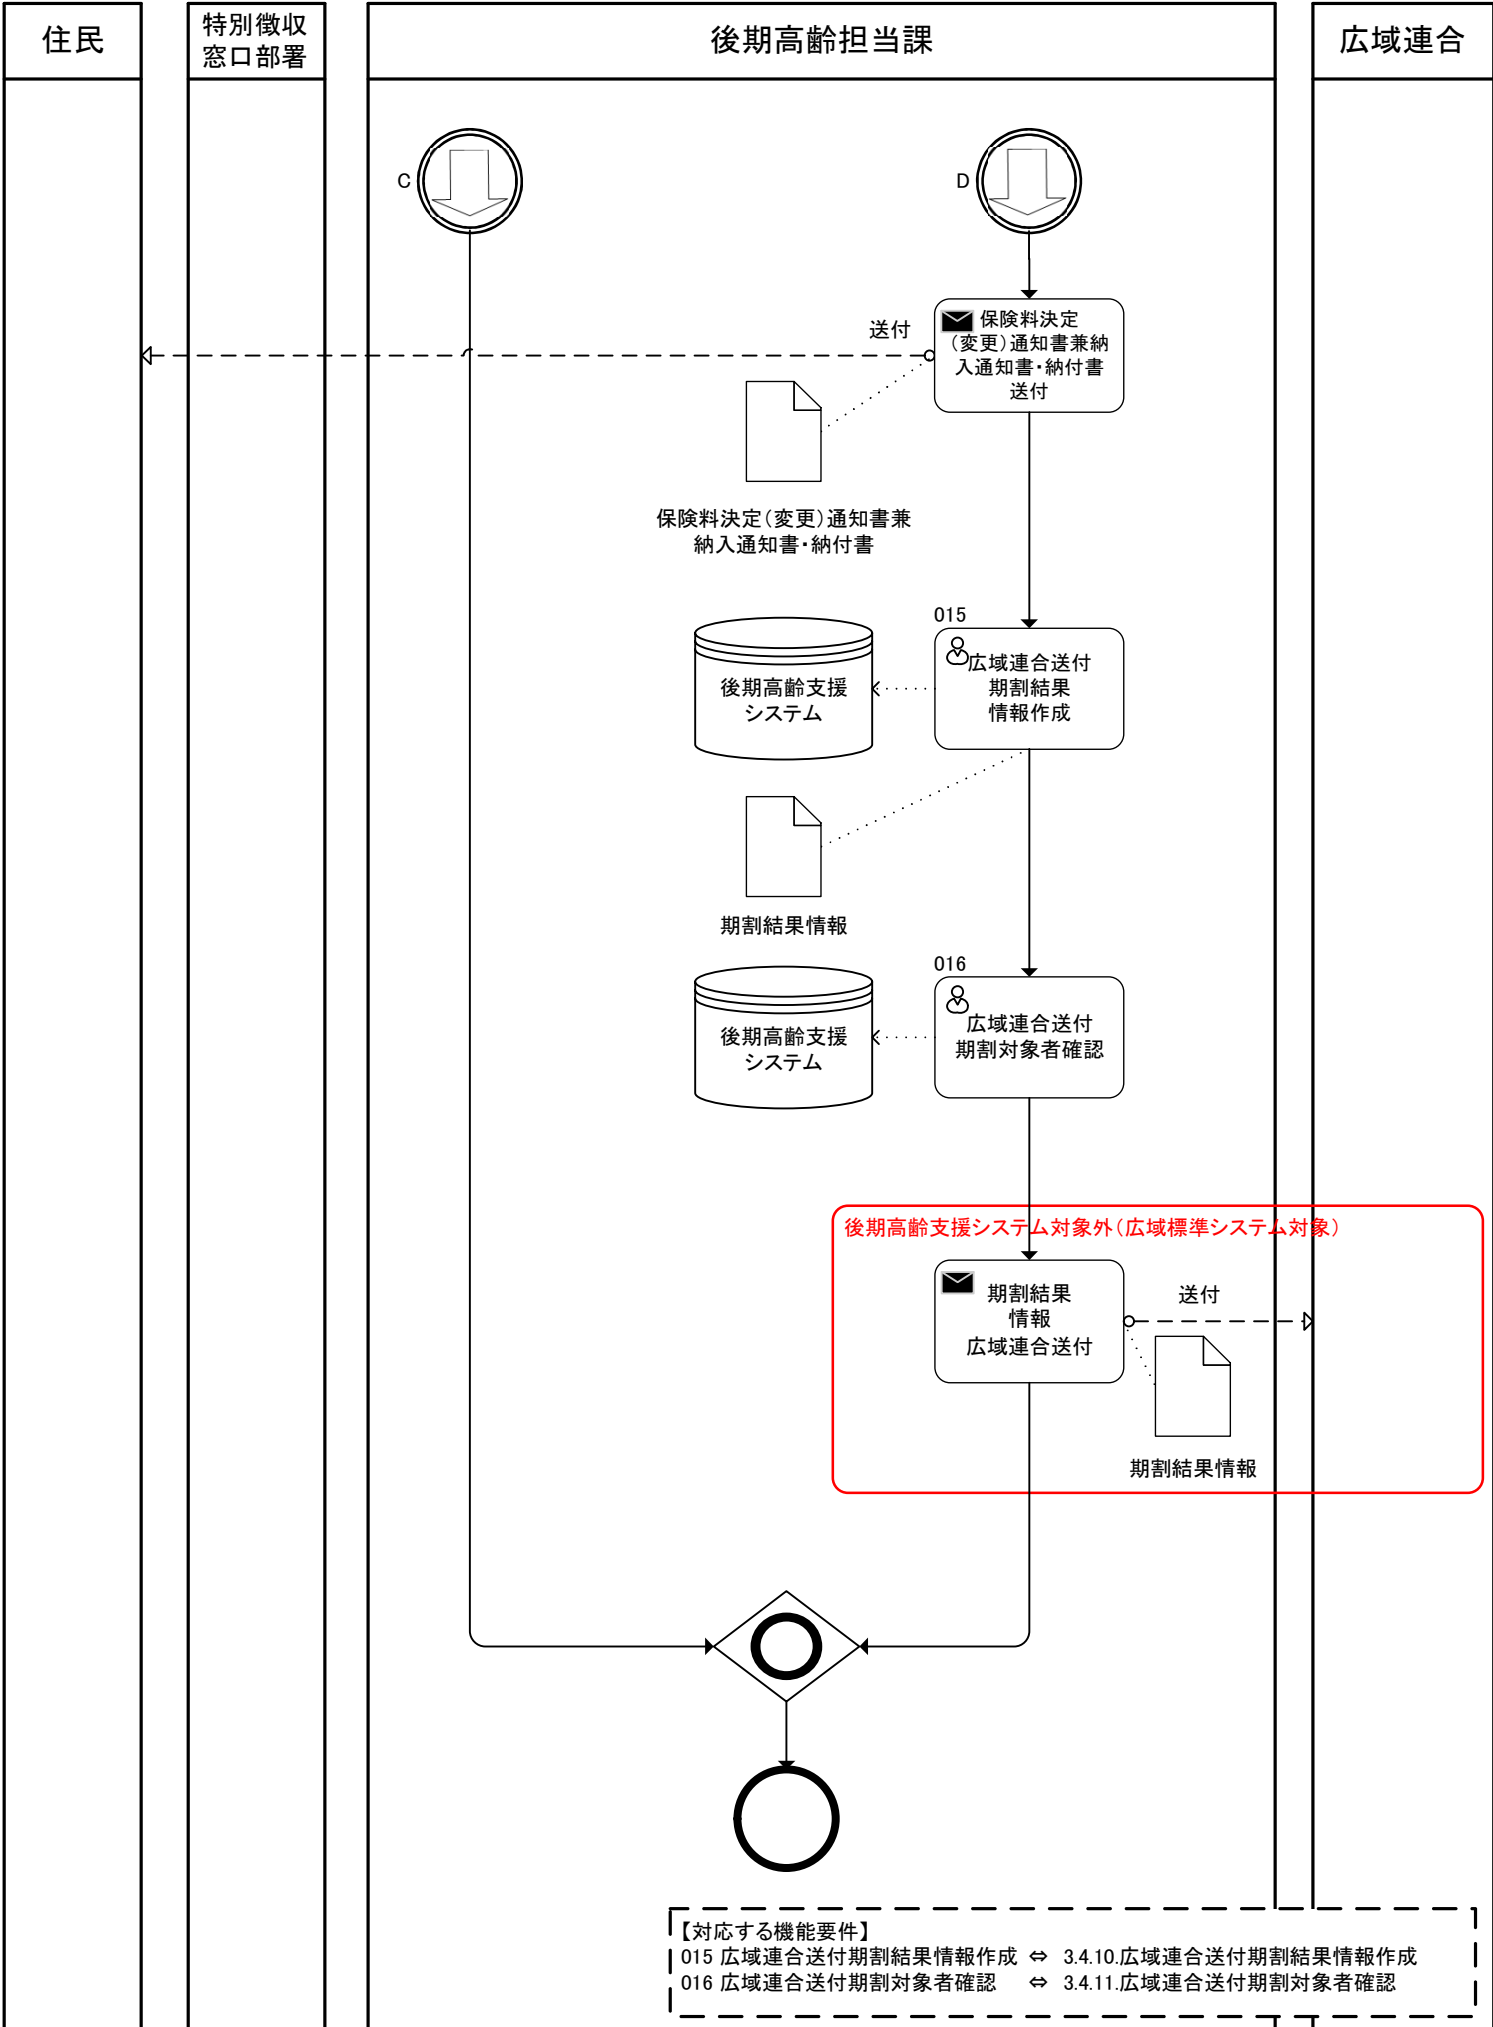 住民
特別徴収
窓口部署
後期高齢担当課
広域連合
C
D
送付
保険料決定
（変更）通知書兼納
入通知書・納付書
送付
保険料決定（変更）通知書兼
納入通知書・納付書
015
後期高齢支援
システム
広域連合送付
期割結果
情報作成
期割結果情報
016
後期高齢支援
システム
広域連合送付
期割対象者確認
後期高齢支援システム対象外（広域標準システム対象）
期割結果
情報
広域連合送付
送付
期割結果情報
【対応する機能要件】
015 広域連合送付期割結果情報作成 ⇔ 3.4.10.広域連合送付期割結果情報作成
016 広域連合送付期割対象者確認 ⇔ 3.4.11.広域連合送付期割対象者確認